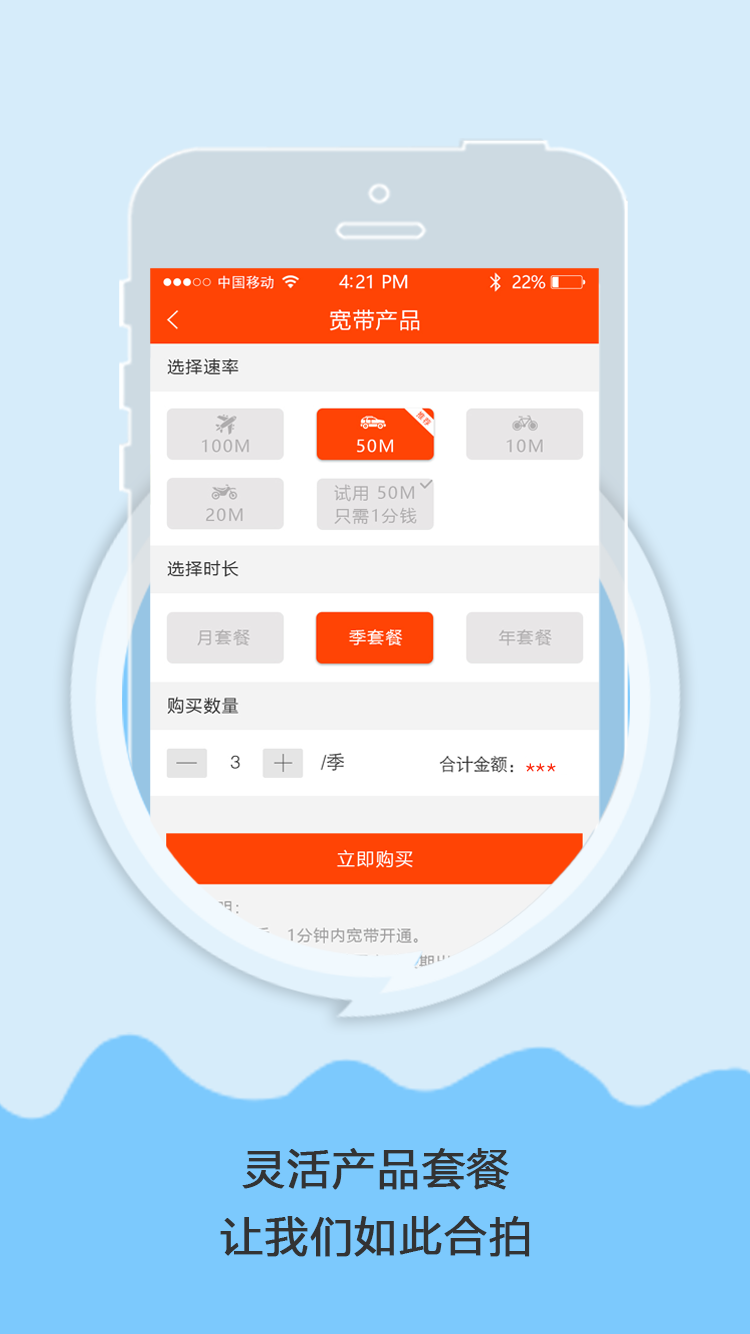 中国移动 4:21 PM 22%
宽带产品
选择速率
100M
50M
推荐
10M
20M
试用 50M
只需1分钱
选择时长
月套餐
季套餐
年套餐
购买数量
3 /季 合计金额：***
立即购买
明：
1分钟内宽带开通。
期
灵活产品套餐
让我们如此合拍